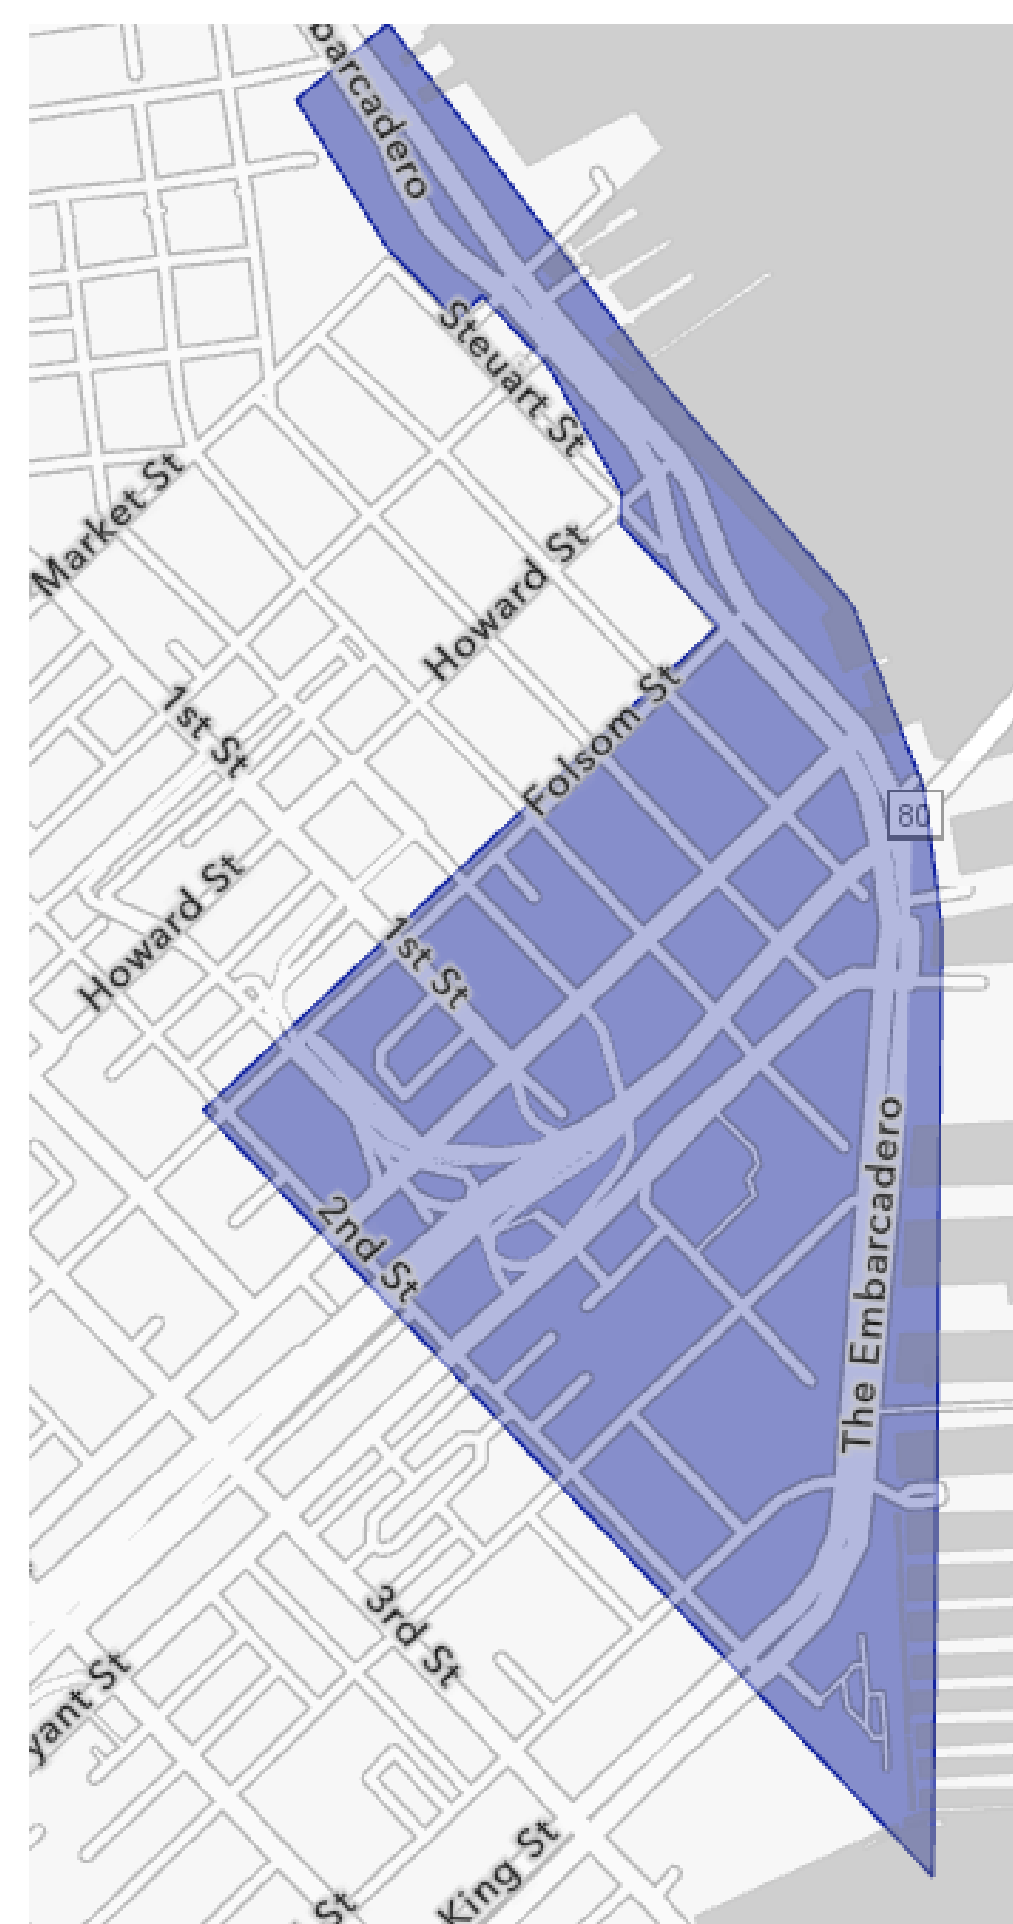 barcadero
Steuart St
Market St
Howard St
1st St
Folsom St
80
Howard St
1st St
2nd St
The Embarcadero
3rd St
yant St
King St
St